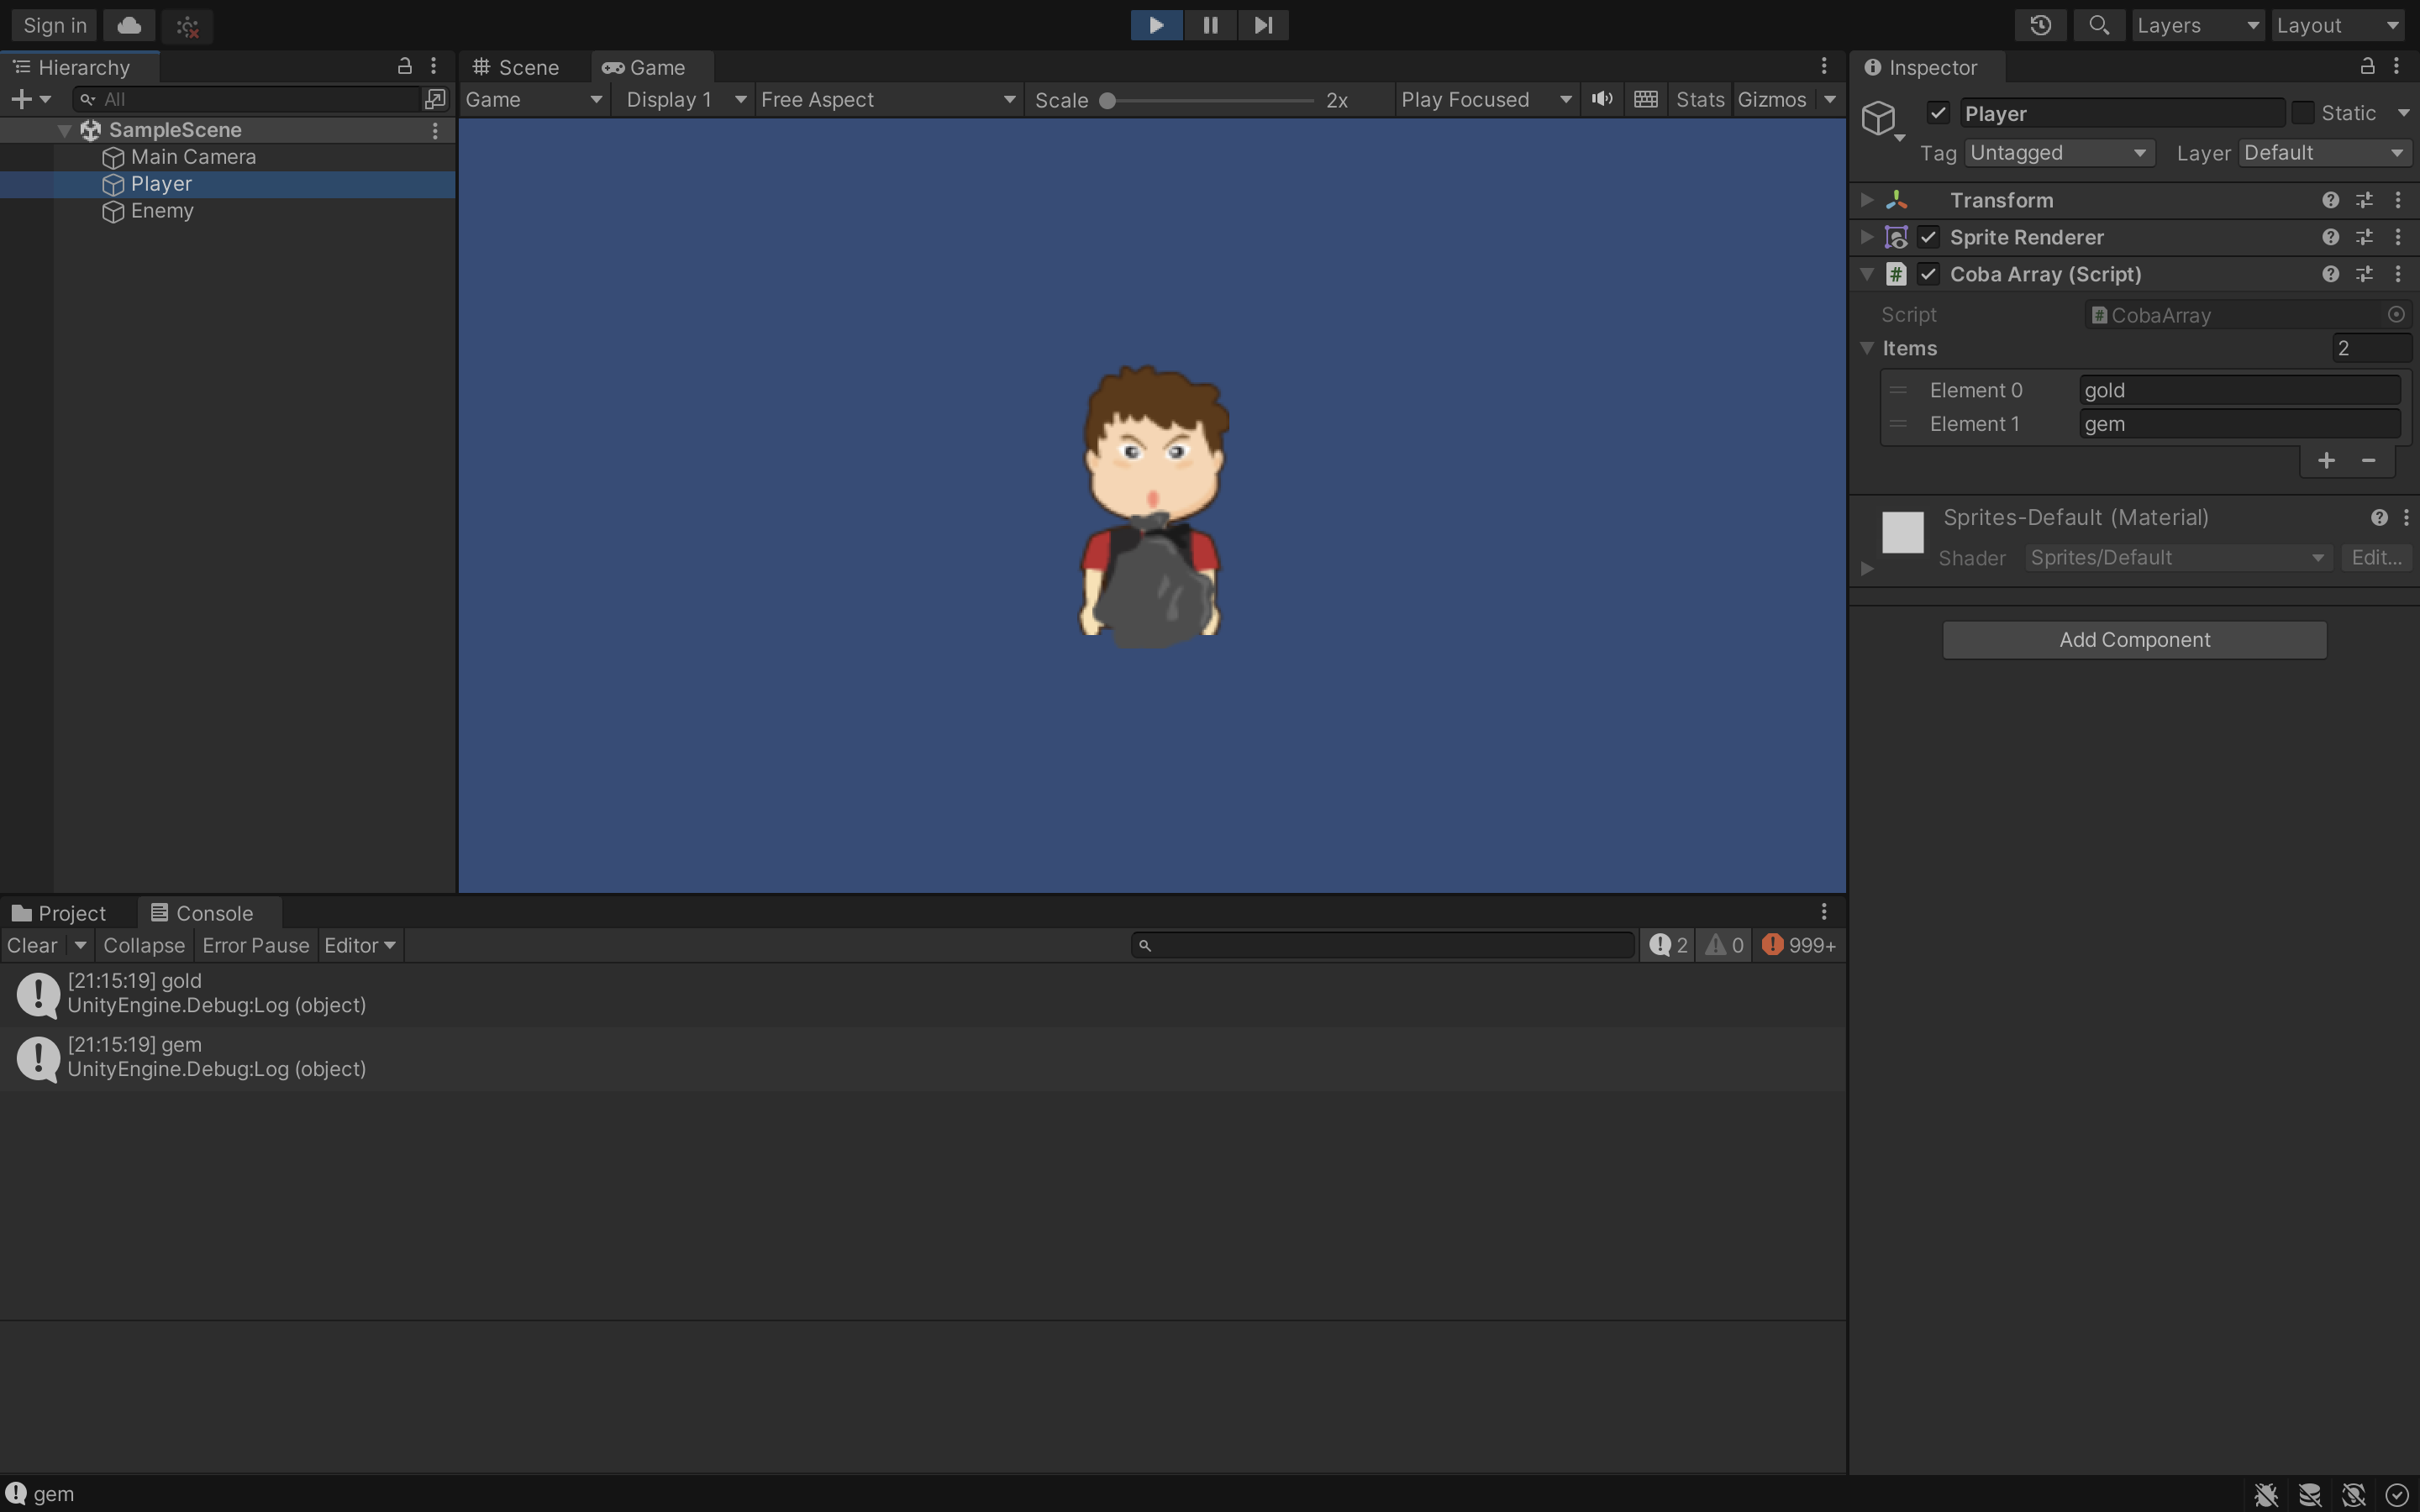 Sign in
Layers
Layout
Hierarchy
All
SampleScene
Main Camera
Player
Enemy
Scene
Game
Game
Display 1
Free Aspect
Scale
2x
Play Focused
Stats
Gizmos
Inspector
Player
Static
Tag
Untagged
Layer
Default
Transform
Sprite Renderer
# Coba Array (Script)
Script
# CobaArray
Items
2
Element 0
gold
Element 1
gem
+ −
Sprites-Default (Material)
Shader
Sprites/Default
Edit...
Add Component
Project
Console
Clear
Collapse
Error Pause
Editor
2
0
999+
[21:15:19] gold
UnityEngine.Debug:Log (object)
[21:15:19] gem
UnityEngine.Debug:Log (object)
gem